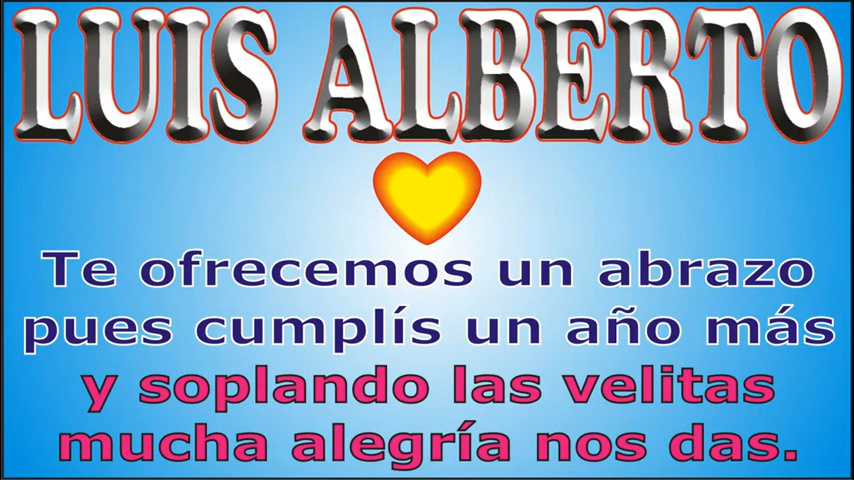 LUIS ALBERTO
Te ofrecemos un abrazo
pues cumplís un año más
y soplando las velitas
mucha alegría nos das.